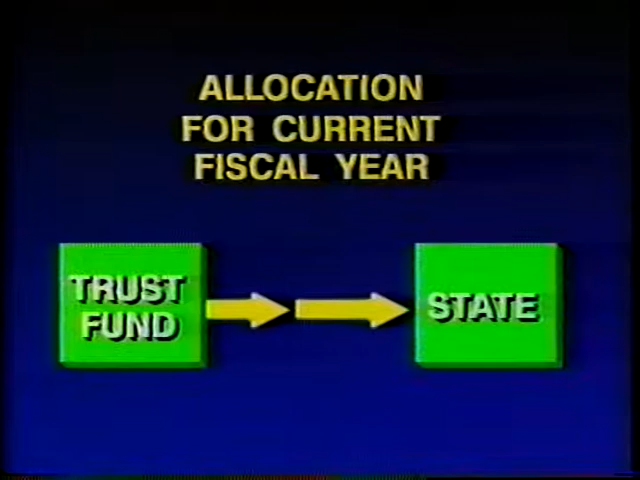 ALLOCATION
FOR CURRENT
FISCAL YEAR
TRUST
FUND
STATE